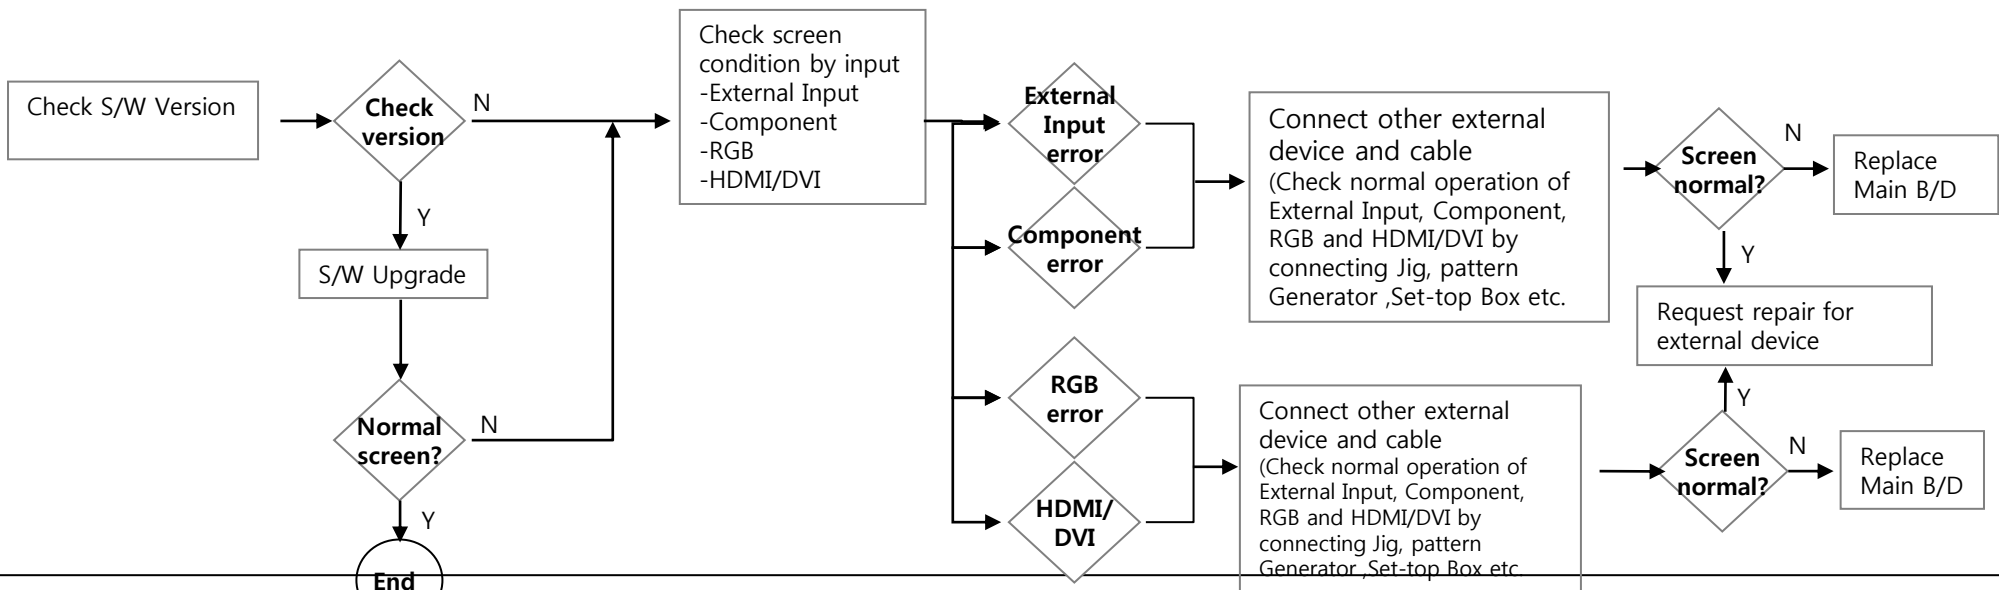 Check S/W Version
Check
version
N
Y
S/W Upgrade
Normal
screen?
N
Y
End
Check screen
condition by input
-External Input
-Component
-RGB
-HDMI/DVI
External
Input
error
Component
error
RGB
error
HDMI/
DVI
Connect other external
device and cable
(Check normal operation of
External Input, Component,
RGB and HDMI/DVI by
connecting Jig, pattern
Generator ,Set-top Box etc.
Connect other external
device and cable
(Check normal operation of
External Input, Component,
RGB and HDMI/DVI by
connecting Jig, pattern
Generator ,Set-top Box etc.
Screen
normal?
N
Replace
Main B/D
Y
Request repair for
external device
Y
Screen
normal?
N
Replace
Main B/D